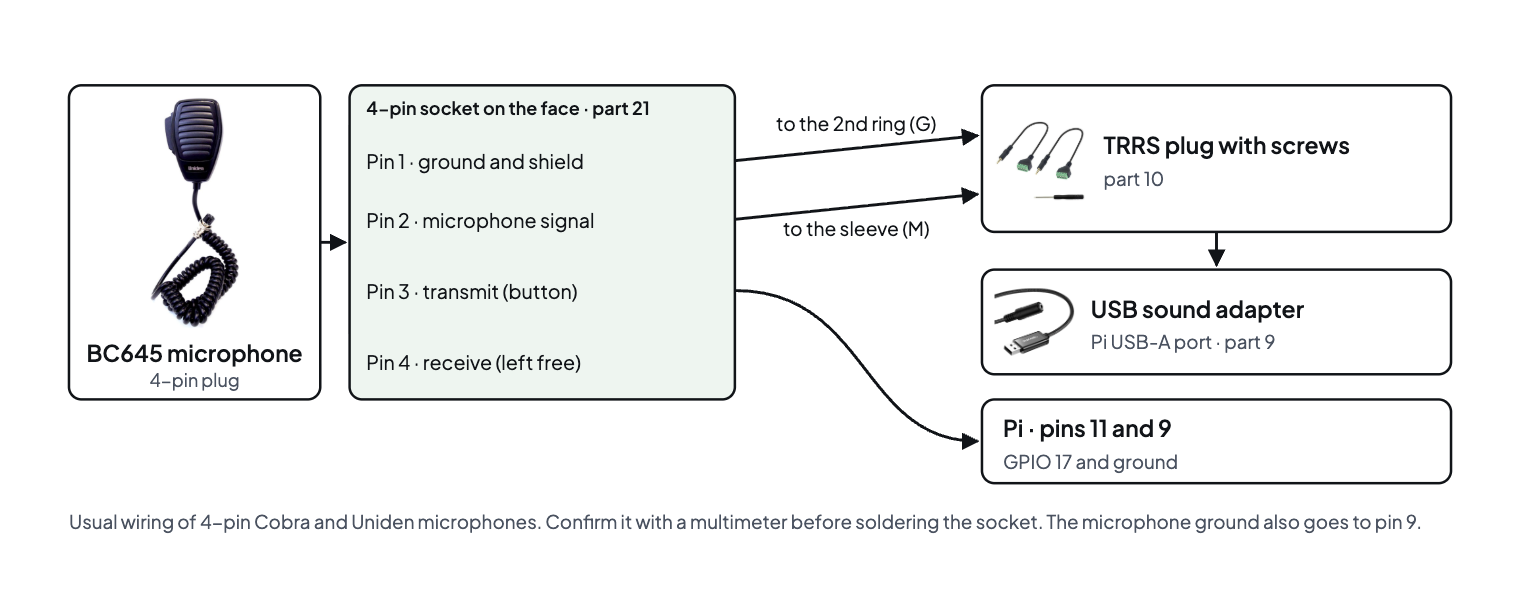 Uniden
BC645 microphone
4-pin plug
4-pin socket on the face · part 21
Pin 1 · ground and shield
Pin 2 · microphone signal
Pin 3 · transmit (button)
Pin 4 · receive (left free)
to the 2nd ring (G)
to the sleeve (M)
TRRS plug with screws
part 10
USB sound adapter
Pi USB-A port · part 9
Pi · pins 11 and 9
GPIO 17 and ground
Usual wiring of 4-pin Cobra and Uniden microphones. Confirm it with a multimeter before soldering the socket. The microphone ground also goes to pin 9.